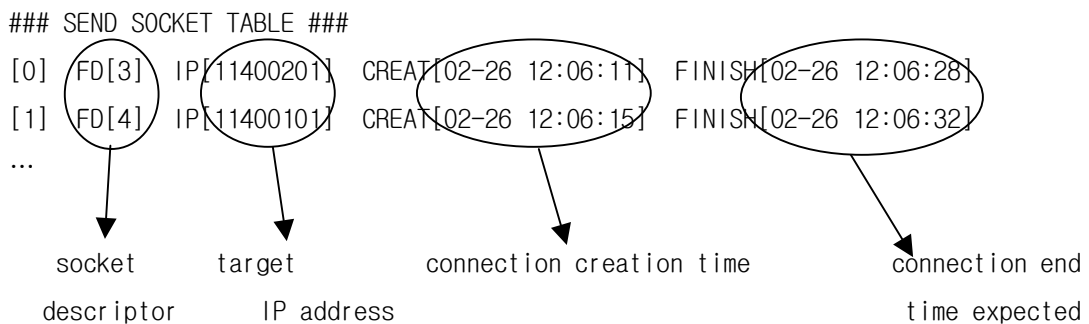 ### SEND SOCKET TABLE ###
[0] FD[3] IP[11400201] CREAT[02-26 12:06:11] FINISH[02-26 12:06:28]
[1] FD[4] IP[11400101] CREAT[02-26 12:06:15] FINISH[02-26 12:06:32]
…
socket target connection creation time connection end
descriptor IP address time expected